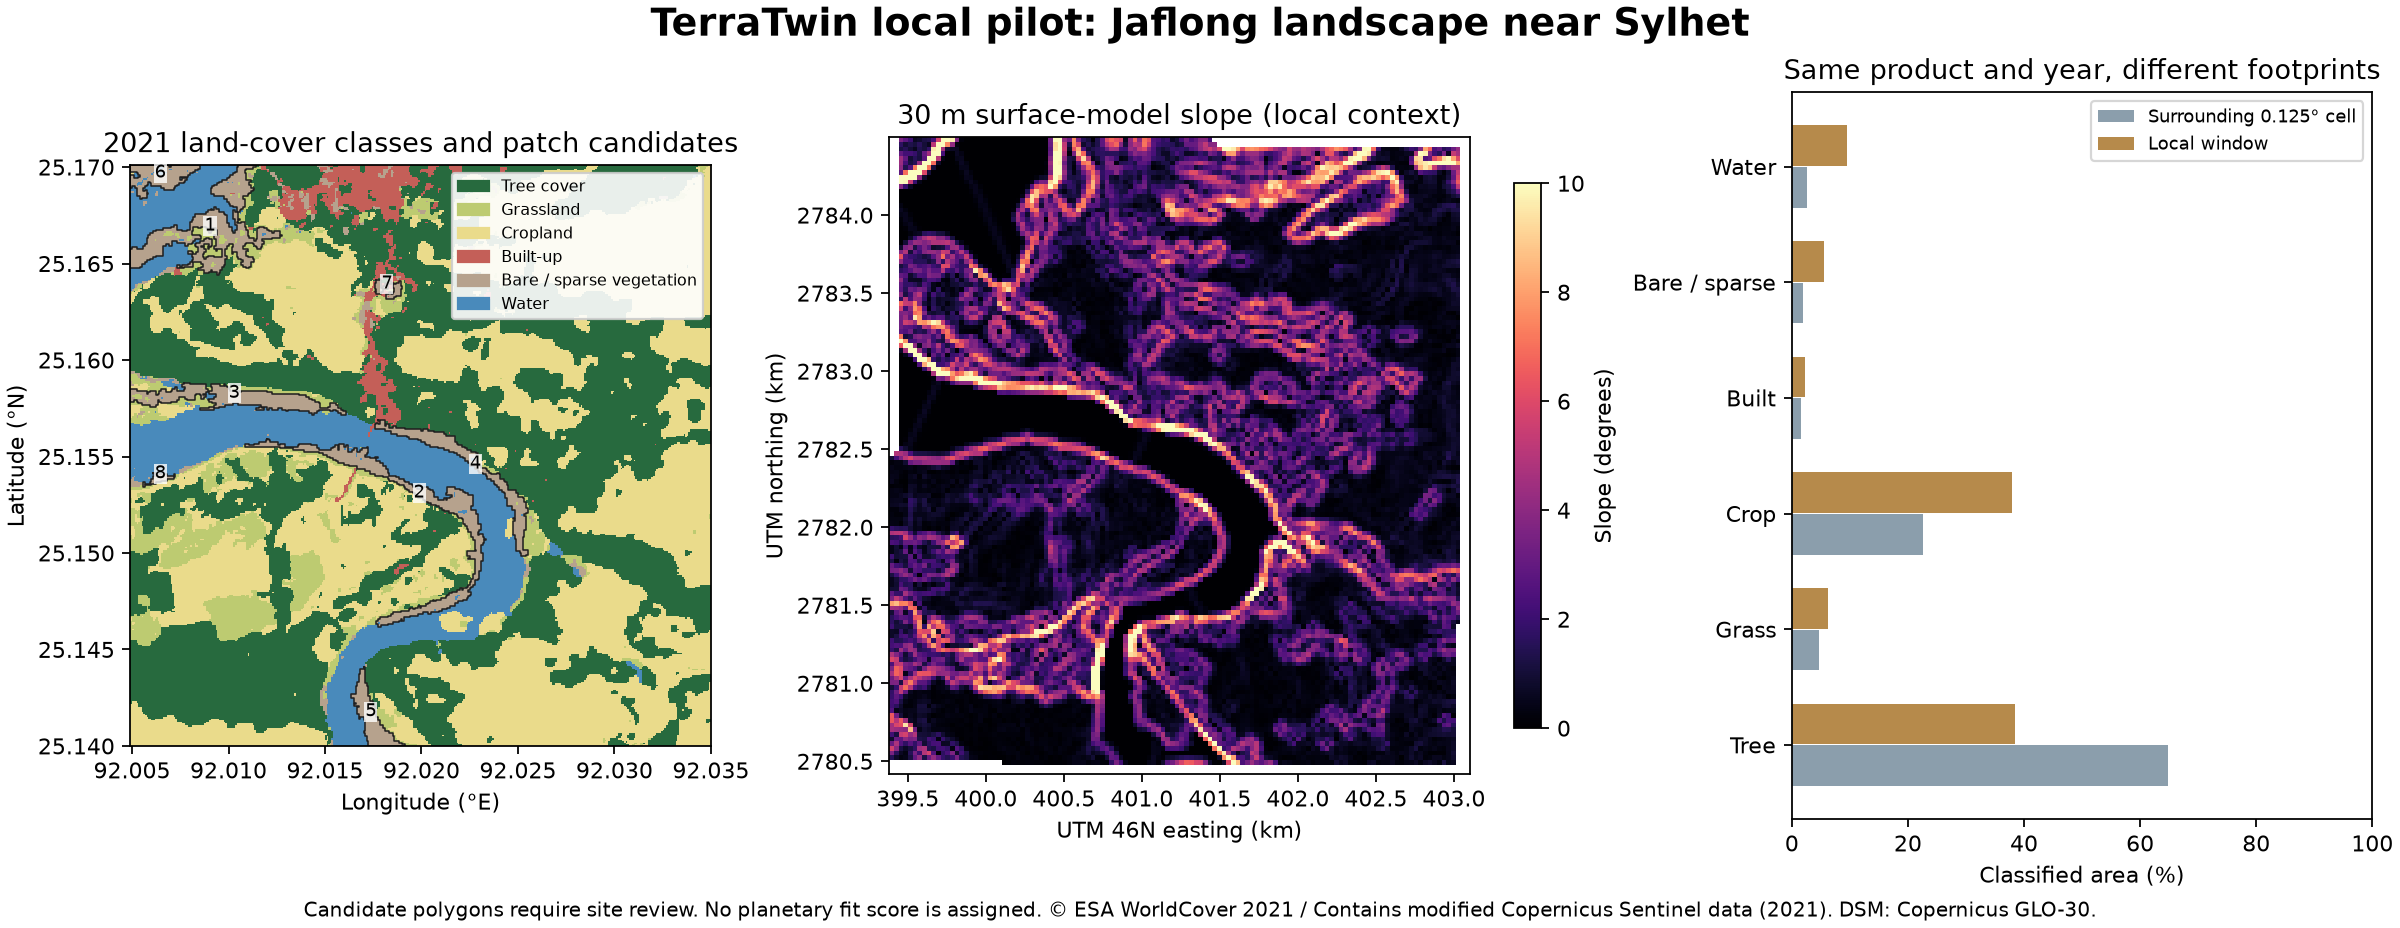 TerraTwin local pilot: Jaflong landscape near Sylhet
2021 land-cover classes and patch candidates
25.170
25.165
25.160
25.155
25.150
25.145
25.140
Latitude (°N)
6
1
7
3
4
8
2
5
Tree cover
Grassland
Cropland
Built-up
Bare / sparse vegetation
Water
92.005 92.010 92.015 92.020 92.025 92.030 92.035
Longitude (°E)
30 m surface-model slope (local context)
2784.0
2783.5
2783.0
2782.5
2782.0
2781.5
2781.0
2780.5
UTM northing (km)
399.5 400.0 400.5 401.0 401.5 402.0 402.5 403.0
UTM 46N easting (km)
10
8
6
4
2
0
Slope (degrees)
Same product and year, different footprints
Surrounding 0.125° cell
Local window
Water
Bare / sparse
Built
Crop
Grass
Tree
0 20 40 60 80 100
Classified area (%)
Candidate polygons require site review. No planetary fit score is assigned. © ESA WorldCover 2021 / Contains modified Copernicus Sentinel data (2021). DSM: Copernicus GLO-30.